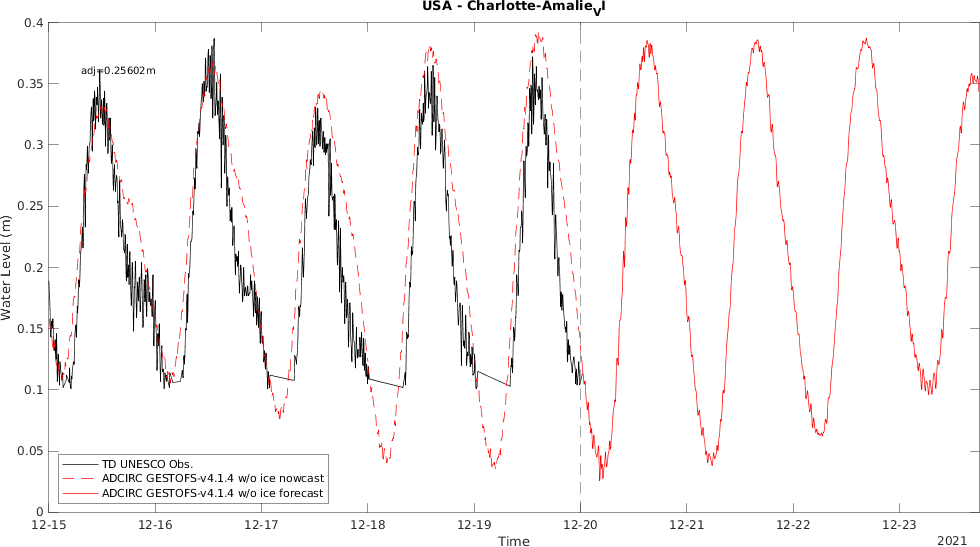 USA - Charlotte-AmalieVI
0.4
adj=0.25602m
0.35
0.3
0.25
0.2
0.15
0.1
0.05
0
Water Level (m)
TD UNESCO Obs.
ADCIRC GESTOFS-v4.1.4 w/o ice nowcast
ADCIRC GESTOFS-v4.1.4 w/o ice forecast
12-15 12-16 12-17 12-18 12-19 12-20 12-21 12-22 12-23
Time
2021